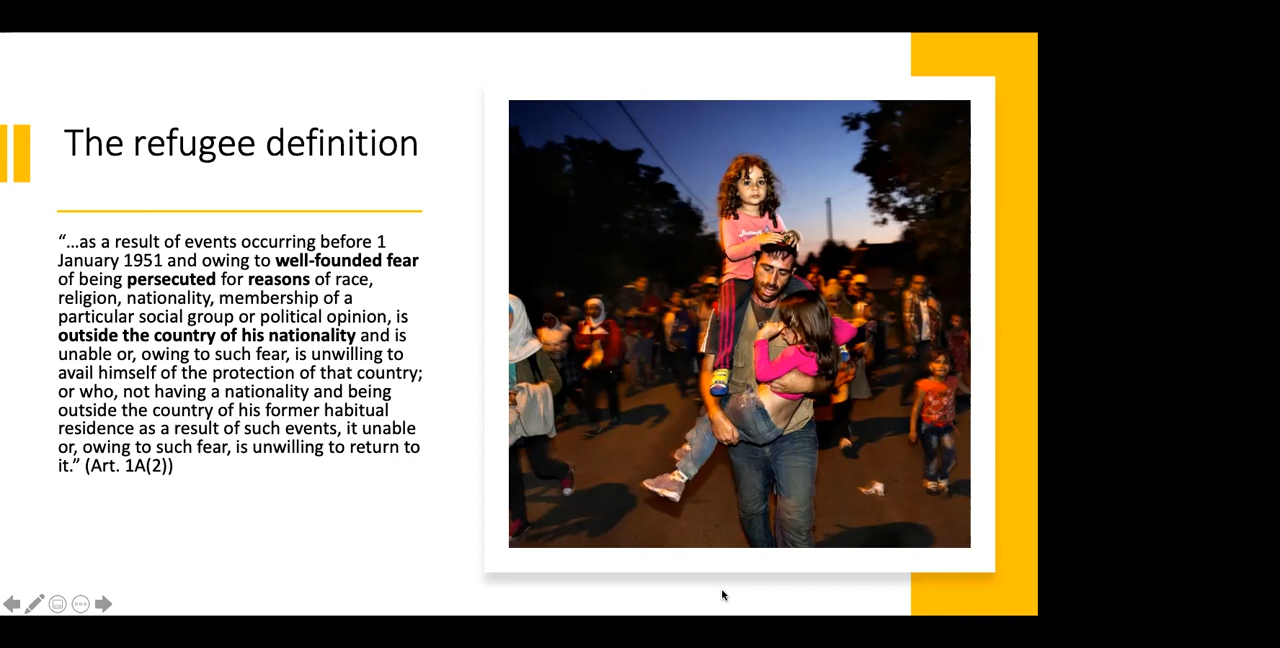 The refugee definition
“...as a result of events occurring before 1
January 1951 and owing to well-founded fear
of being persecuted for reasons of race,
religion, nationality, membership of a
particular social group or political opinion, is
outside the country of his nationality and is
unable or, owing to such fear, is unwilling to
avail himself of the protection of that country;
or who, not having a nationality and being
outside the country of his former habitual
residence as a result of such events, it unable
or, owing to such fear, is unwilling to return to
it.” (Art. 1A(2))